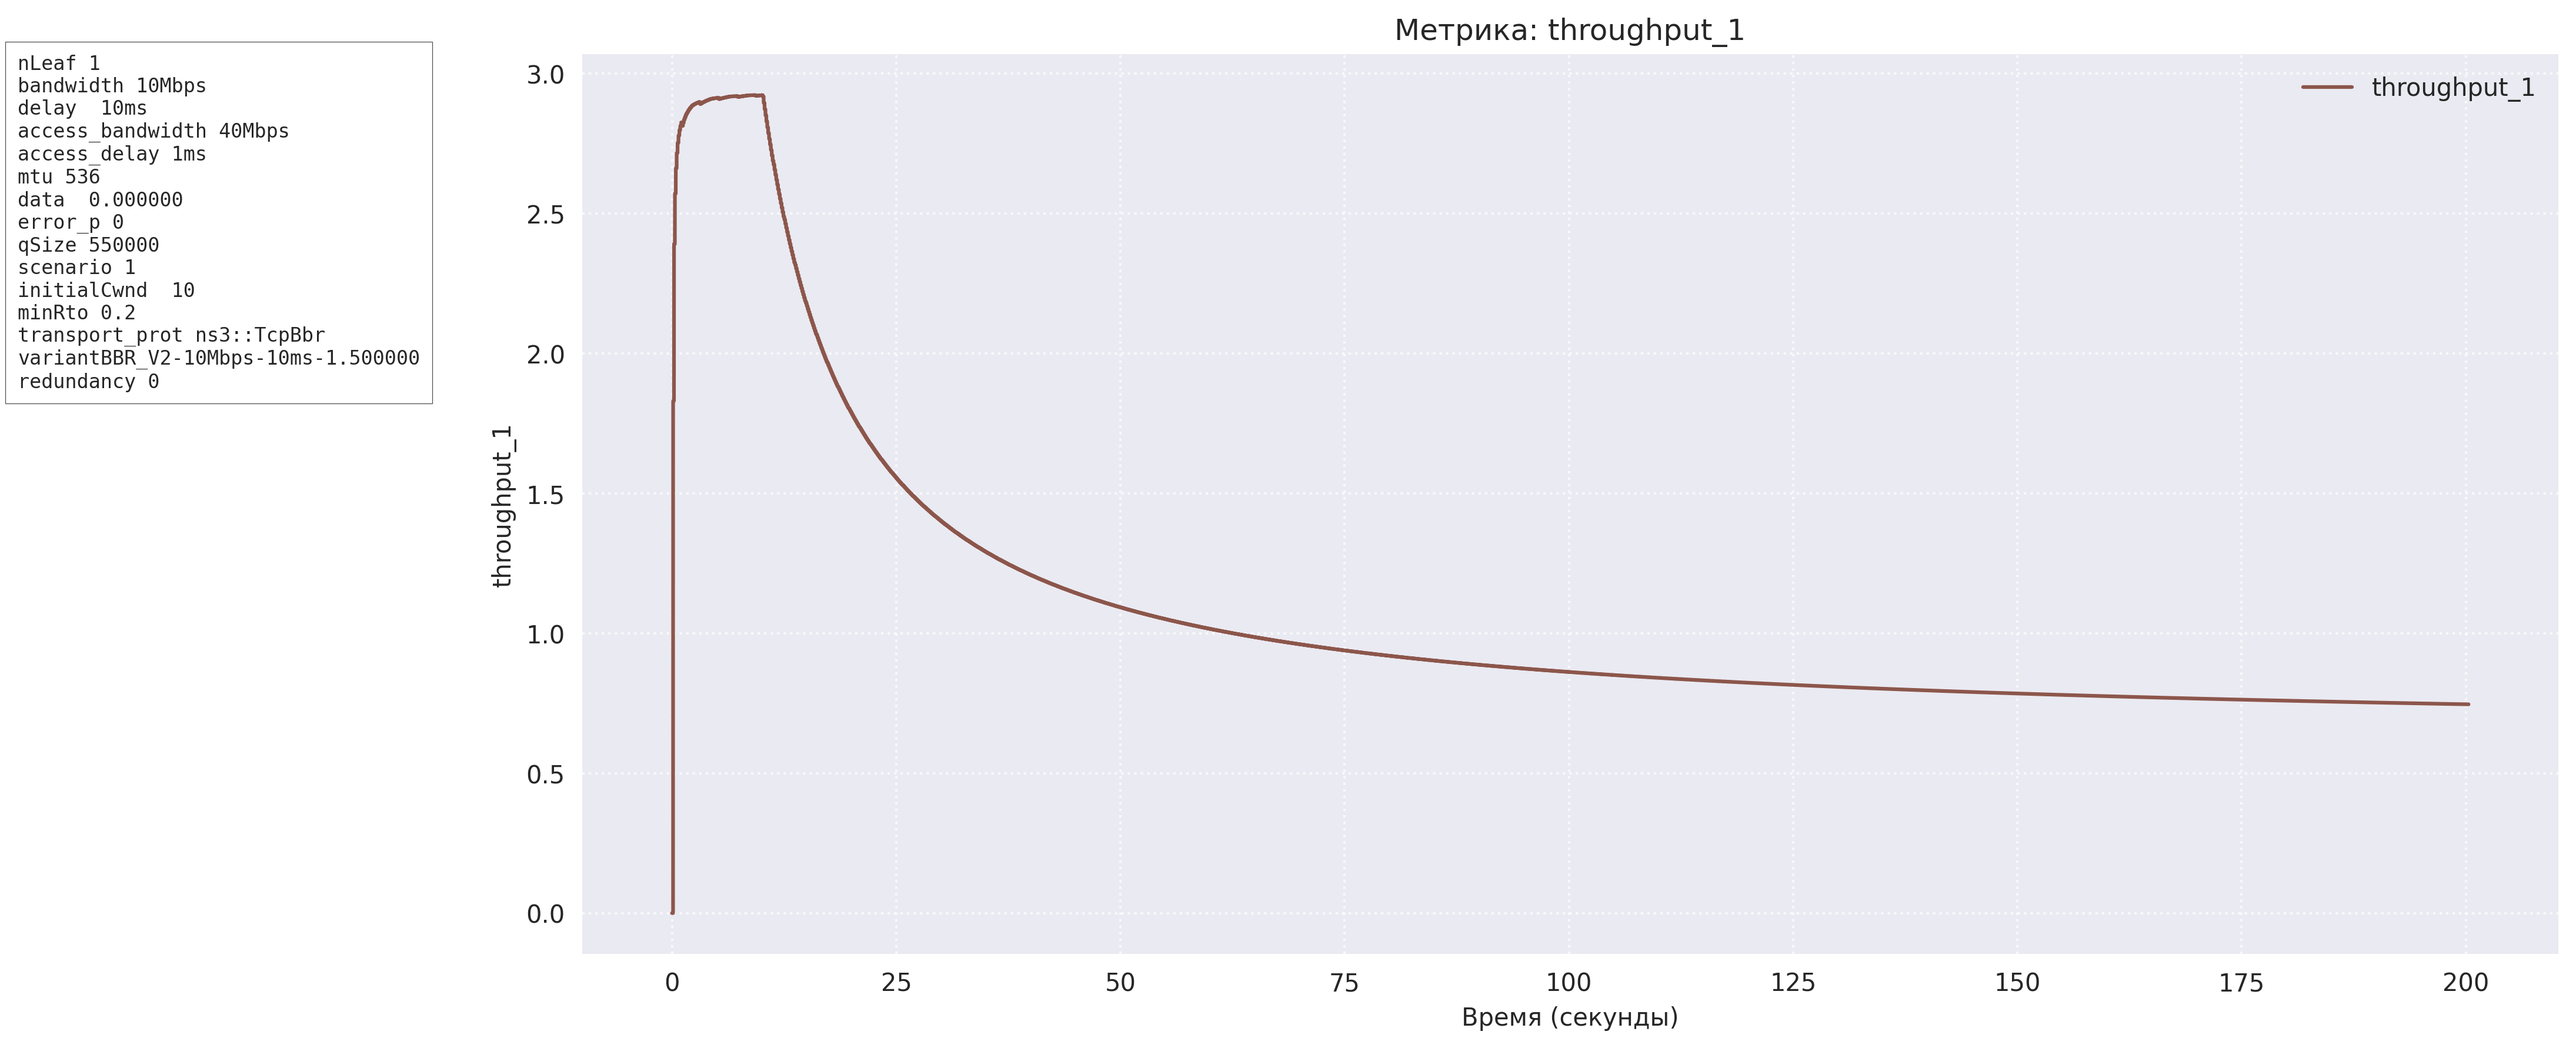 Метрика: throughput_1
nLeaf 1
bandwidth 10Mbps
delay  10ms
access_bandwidth 40Mbps
access_delay 1ms
mtu 536
data  0.000000
error_p 0
qSize 550000
scenario 1
initialCwnd  10
minRto 0.2
transport_prot ns3::TcpBbr
variantBBR_V2-10Mbps-10ms-1.500000
redundancy 0
throughput_1
3.0
2.5
2.0
1.5
1.0
0.5
0.0
throughput_1
0 25 50 75 100 125 150 175 200
Время (секунды)